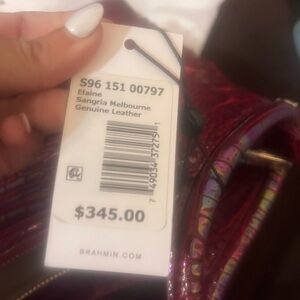 S96 151 00797
Elaine
Sangria Melbourne
Genuine Leather
$345.00
BRAHMIN.COM